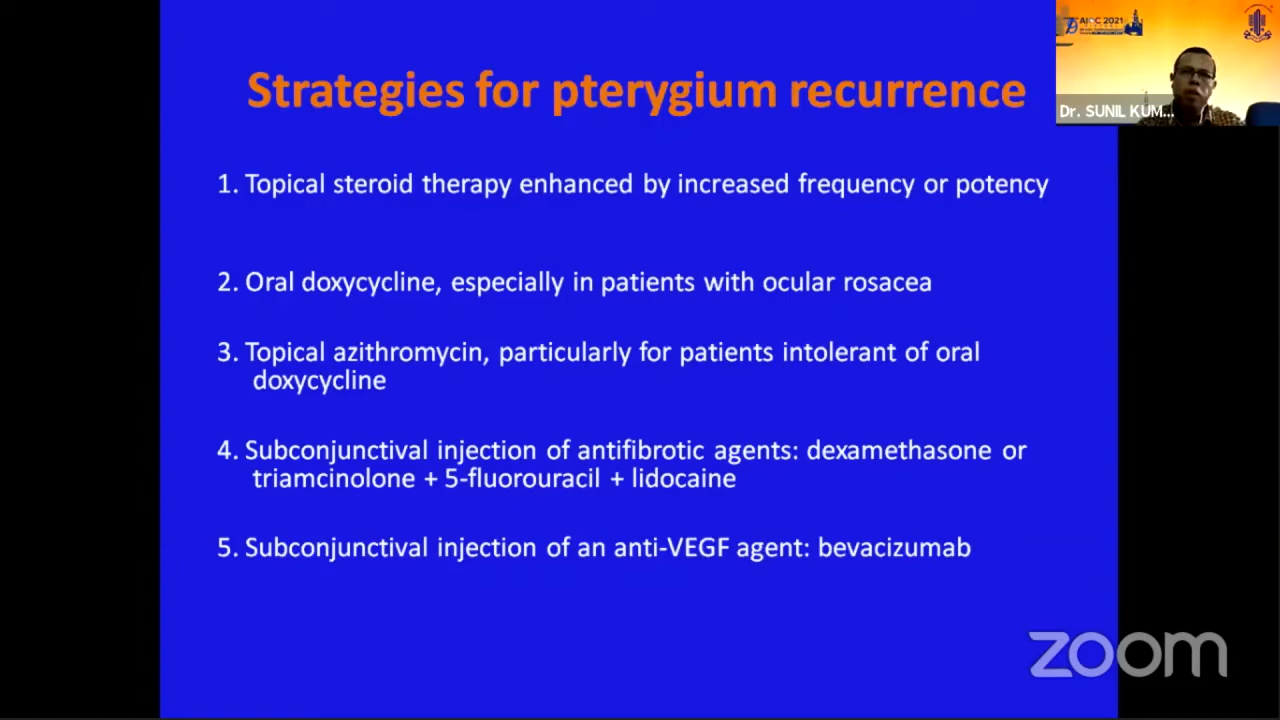 AIOC 2021
Strategies for pterygium recurrence
Dr. SUNIL KUM...
1. Topical steroid therapy enhanced by increased frequency or potency
2. Oral doxycycline, especially in patients with ocular rosacea
3. Topical azithromycin, particularly for patients intolerant of oral
doxycycline
4. Subconjunctival injection of antifibrotic agents: dexamethasone or
triamcinolone + 5-fluorouracil + lidocaine
5. Subconjunctival injection of an anti-VEGF agent: bevacizumab
zoom